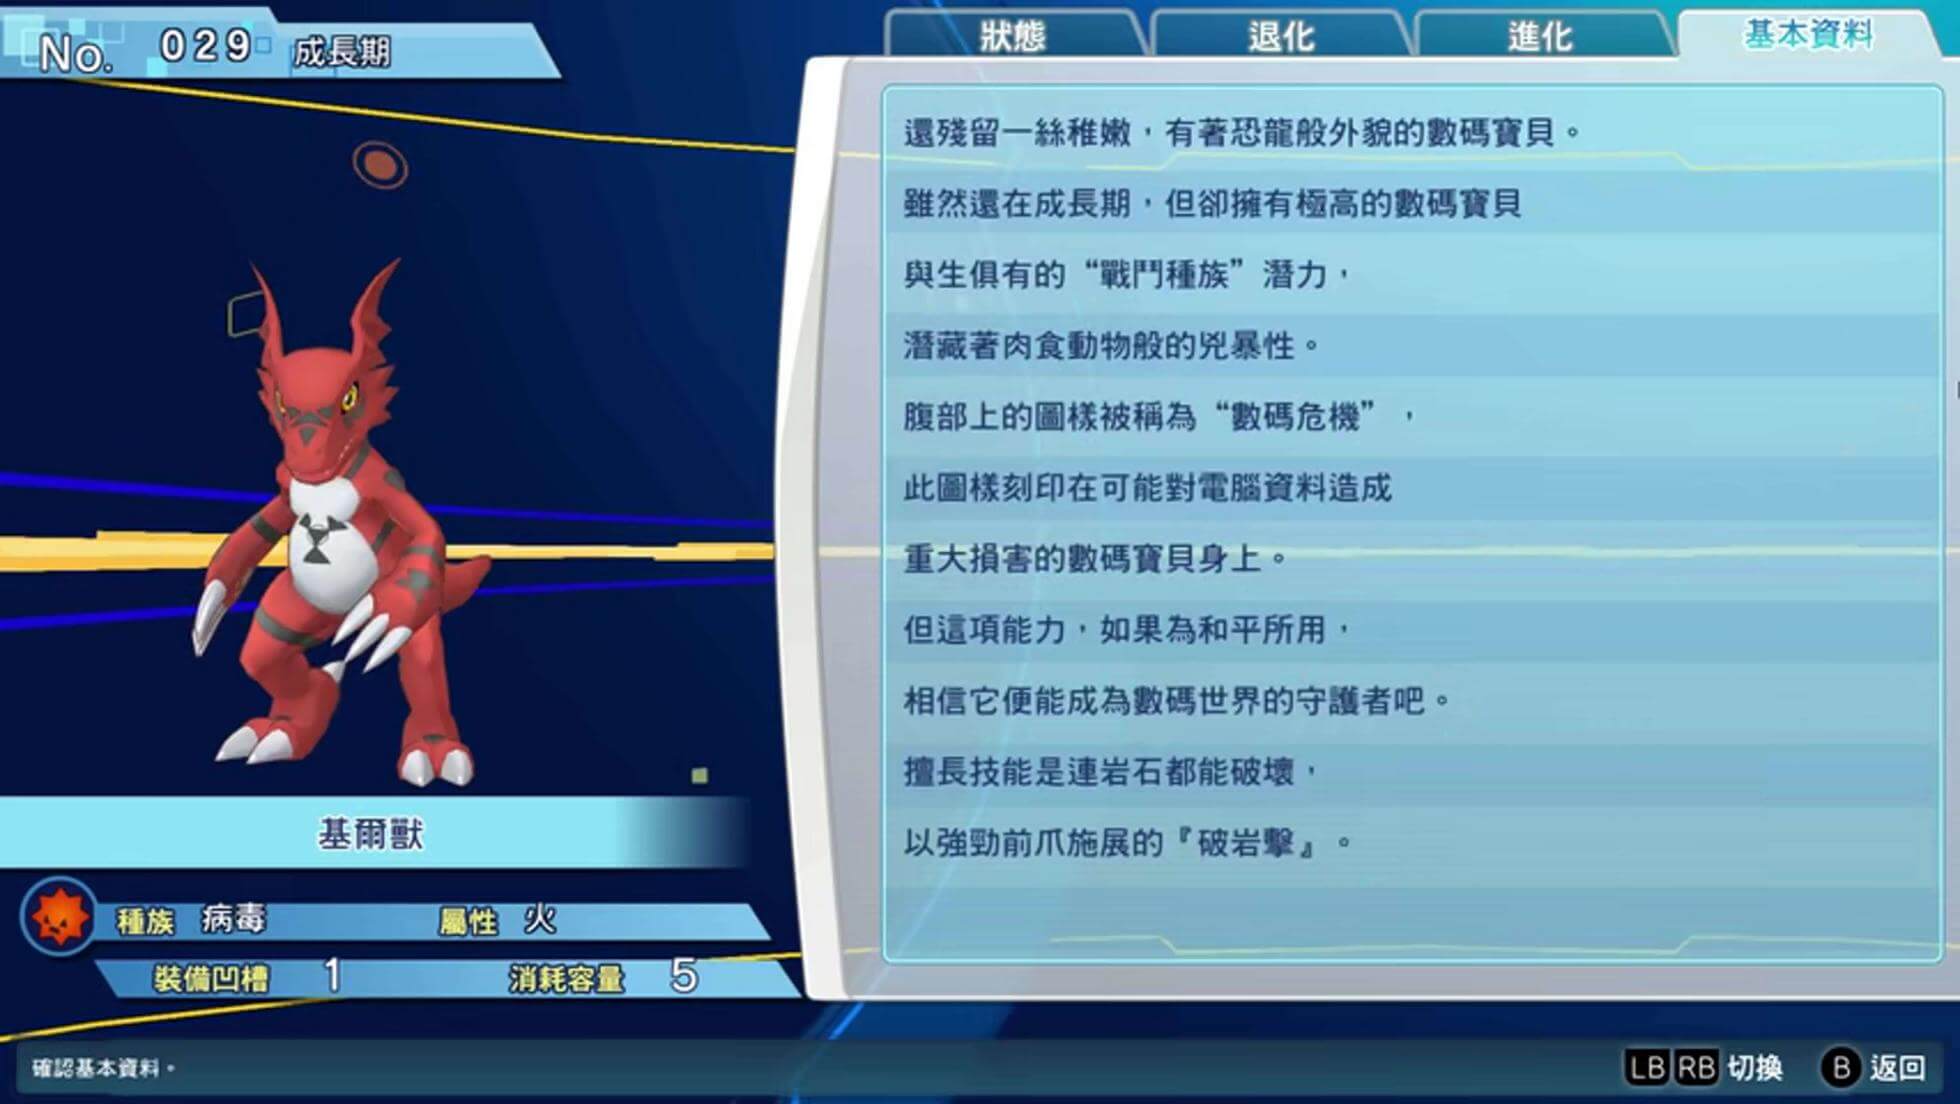 No. 029 成長期
狀態
退化
進化
基本資料
還殘留一絲稚嫩，有著恐龍般外貌的數碼寶貝。
雖然還在成長期，但卻擁有極高的數碼寶貝
與生俱有的“戰鬥種族”潛力，
潛藏著肉食動物般的兇暴性。
腹部上的圖樣被稱為“數碼危機”，
此圖樣刻印在可能對電腦資料造成
重大損害的數碼寶貝身上。
但這項能力，如果為和平所用，
相信它便能成為數碼世界的守護者吧。
擅長技能是連岩石都能破壞，
以強勁前爪施展的『破岩擊』。
基爾獸
種族 病毒 屬性 火
裝備凹槽 1 消耗容量 5
確認基本資料。
LB RB 切換 B 返回